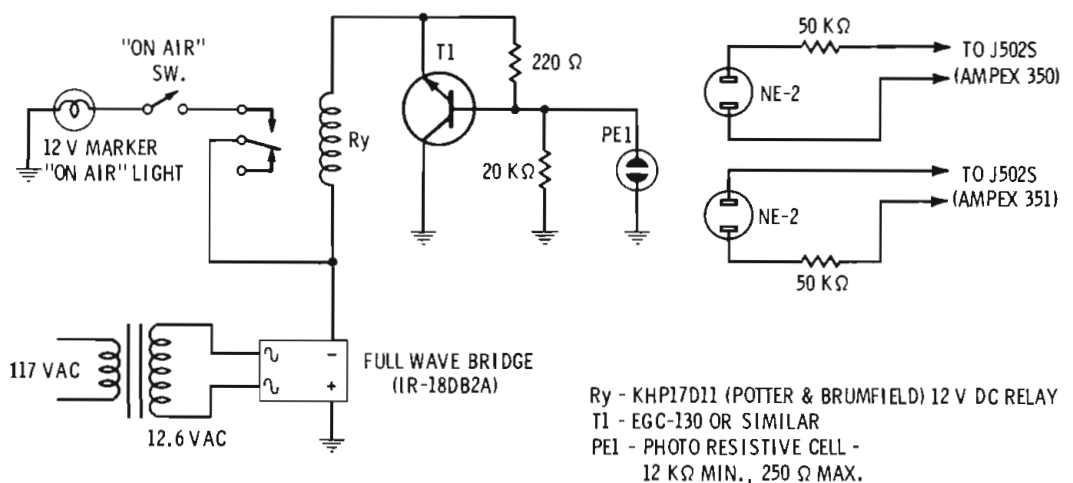 "ON AIR"
SW.
12 V MARKER
"ON AIR" LIGHT
Ry
T1
220 Ω
20 KΩ
PE1
50 KΩ
NE-2
TO J502S
(AMPEX 350)
NE-2
TO J502S
(AMPEX 351)
50 KΩ
117 VAC
12.6 VAC
∿ -
∿ +
FULL WAVE BRIDGE
(IR-18DB2A)
Ry - KHP17D11 (POTTER & BRUMFIELD) 12 V DC RELAY
T1 - EGC-130 OR SIMILAR
PE1 - PHOTO RESISTIVE CELL -
12 KΩ MIN., 250 Ω MAX.